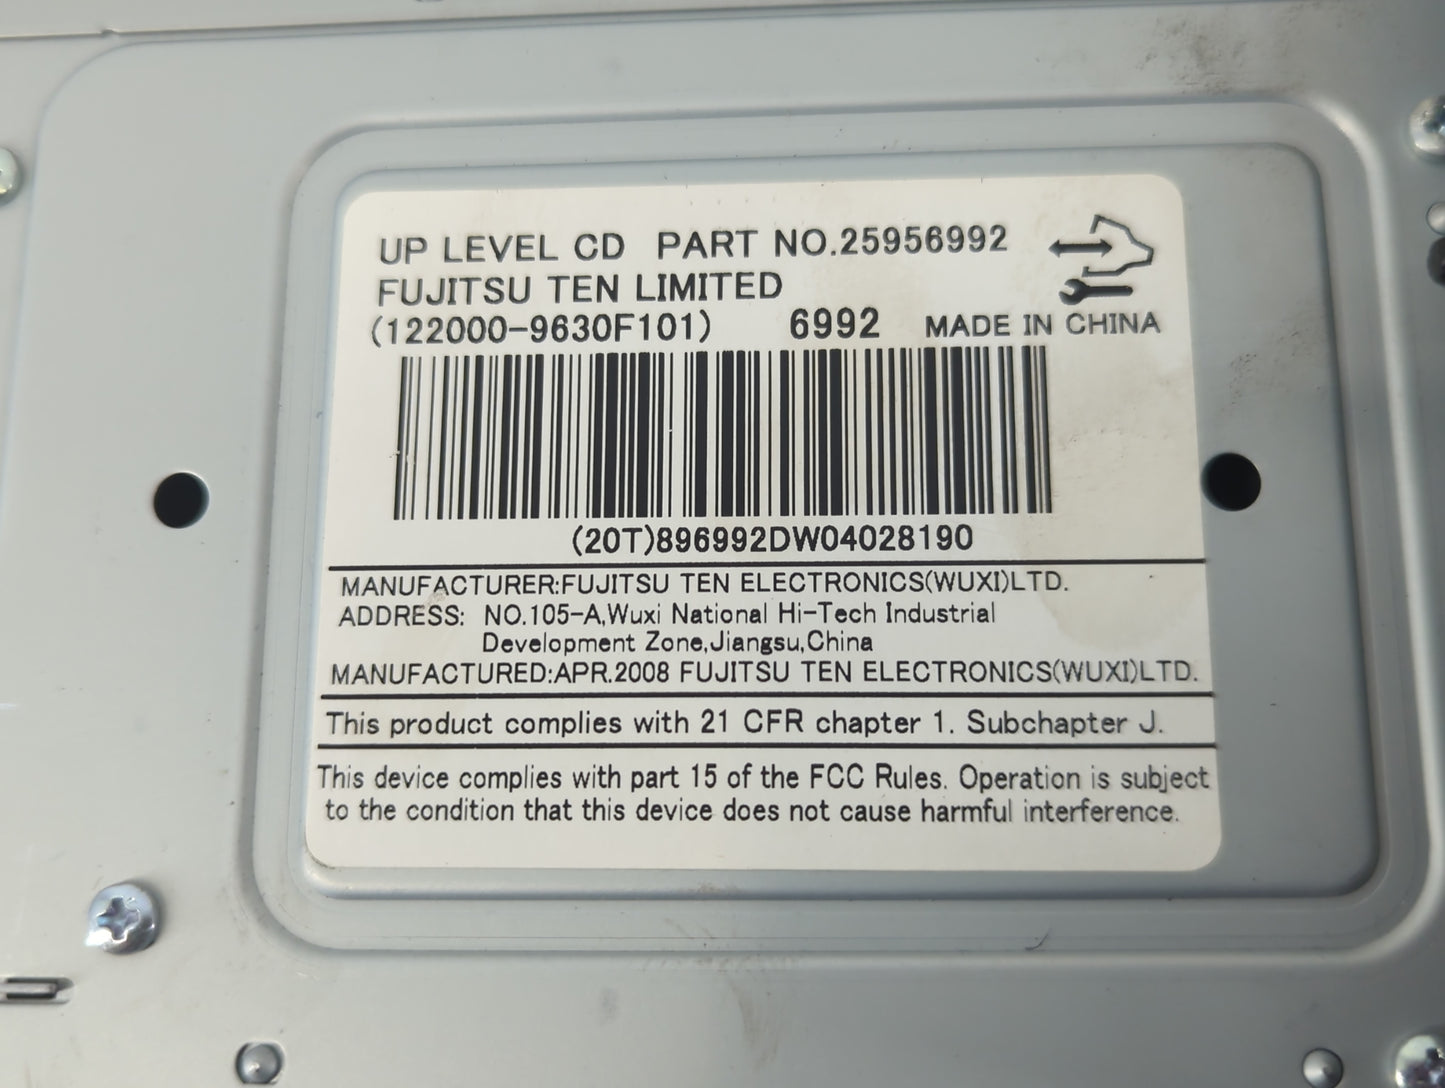 UP LEVEL CD PART NO.25956992
FUJITSU TEN LIMITED
(122000-9630F101) 6992 MADE IN CHINA
(20T)896992DW04028190
MANUFACTURER:FUJITSU TEN ELECTRONICS(WUXI)LTD.
ADDRESS: NO.105-A,Wuxi National Hi-Tech Industrial
Development Zone,Jiangsu,China
MANUFACTURED:APR.2008 FUJITSU TEN ELECTRONICS(WUXI)LTD.
This product complies with 21 CFR chapter 1. Subchapter J.
This device complies with part 15 of the FCC Rules. Operation is subject
to the condition that this device does not cause harmful interference.